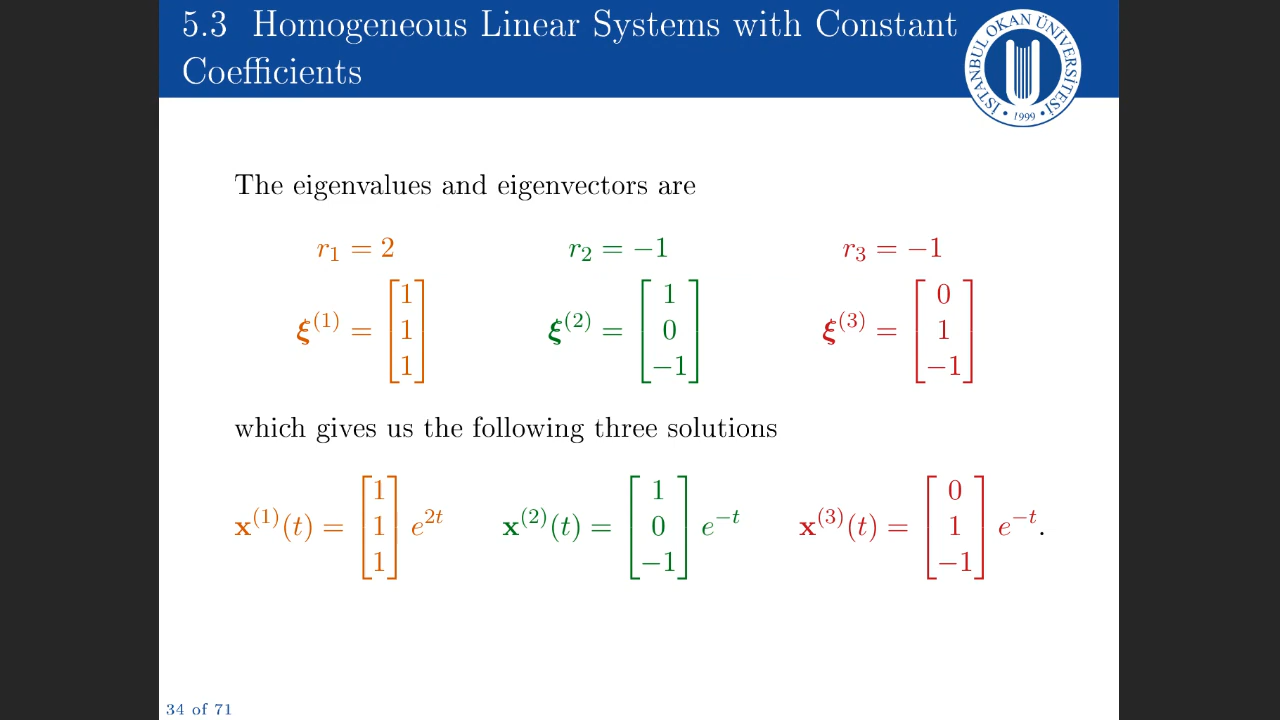 5.3 Homogeneous Linear Systems with Constant
Coefficients
İSTANBUL OKAN ÜNİVERSİTESİ
• 1999 •
The eigenvalues and eigenvectors are
r₁ = 2 r₂ = −1 r₃ = −1
ξ⁽¹⁾ = [1 1 1] ξ⁽²⁾ = [1 0 −1] ξ⁽³⁾ = [0 1 −1]
which gives us the following three solutions
x⁽¹⁾(t) = [1 1 1] e²ᵗ x⁽²⁾(t) = [1 0 −1] e⁻ᵗ x⁽³⁾(t) = [0 1 −1] e⁻ᵗ.
34 of 71